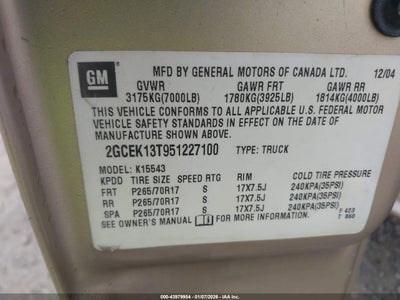 GM
MFD BY GENERAL MOTORS OF CANADA LTD. 12/04
GVWR GAWR FRT GAWR RR
3175KG(7000LB) 1780KG(3925LB) 1814KG(4000LB)
THIS VEHICLE CONFORMS TO ALL APPLICABLE U.S. FEDERAL MOTOR
VEHICLE SAFETY STANDARDS IN EFFECT ON THE DATE OF
MANUFACTURE SHOWN ABOVE.
2GCEK13T951227100 TYPE: TRUCK
MODEL: K15543
KPDD TIRE SIZE SPEED RTG RIM COLD TIRE PRESSURE
FRT P265/70R17 S 17X7.5J 240KPA(35PSI)
RR P265/70R17 S 17X7.5J 240KPA(35PSI)
SPA P265/70R17 S 17X7.5J 240KPA(35PSI)
SEE OWNER'S MANUAL FOR MORE INFORMATION
000-43979954 - 01/07/2026 - 000